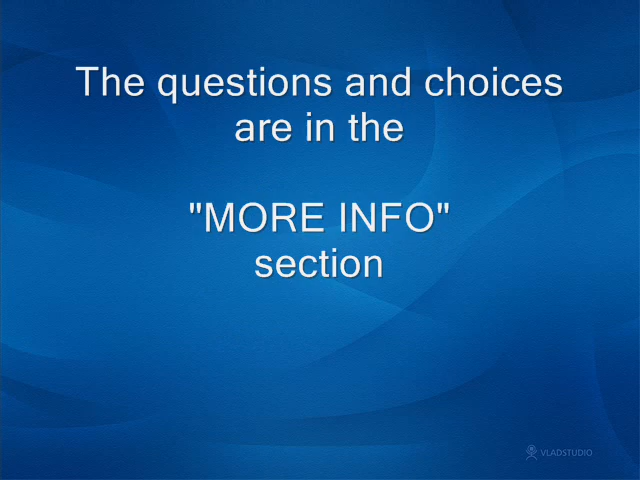 The questions and choices
are in the
"MORE INFO"
section
VLADSTUDIO